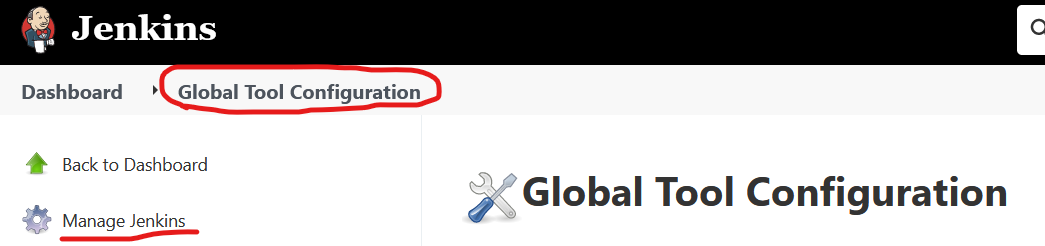 Jenkins
Dashboard Global Tool Configuration
Back to Dashboard
Global Tool Configuration
Manage Jenkins